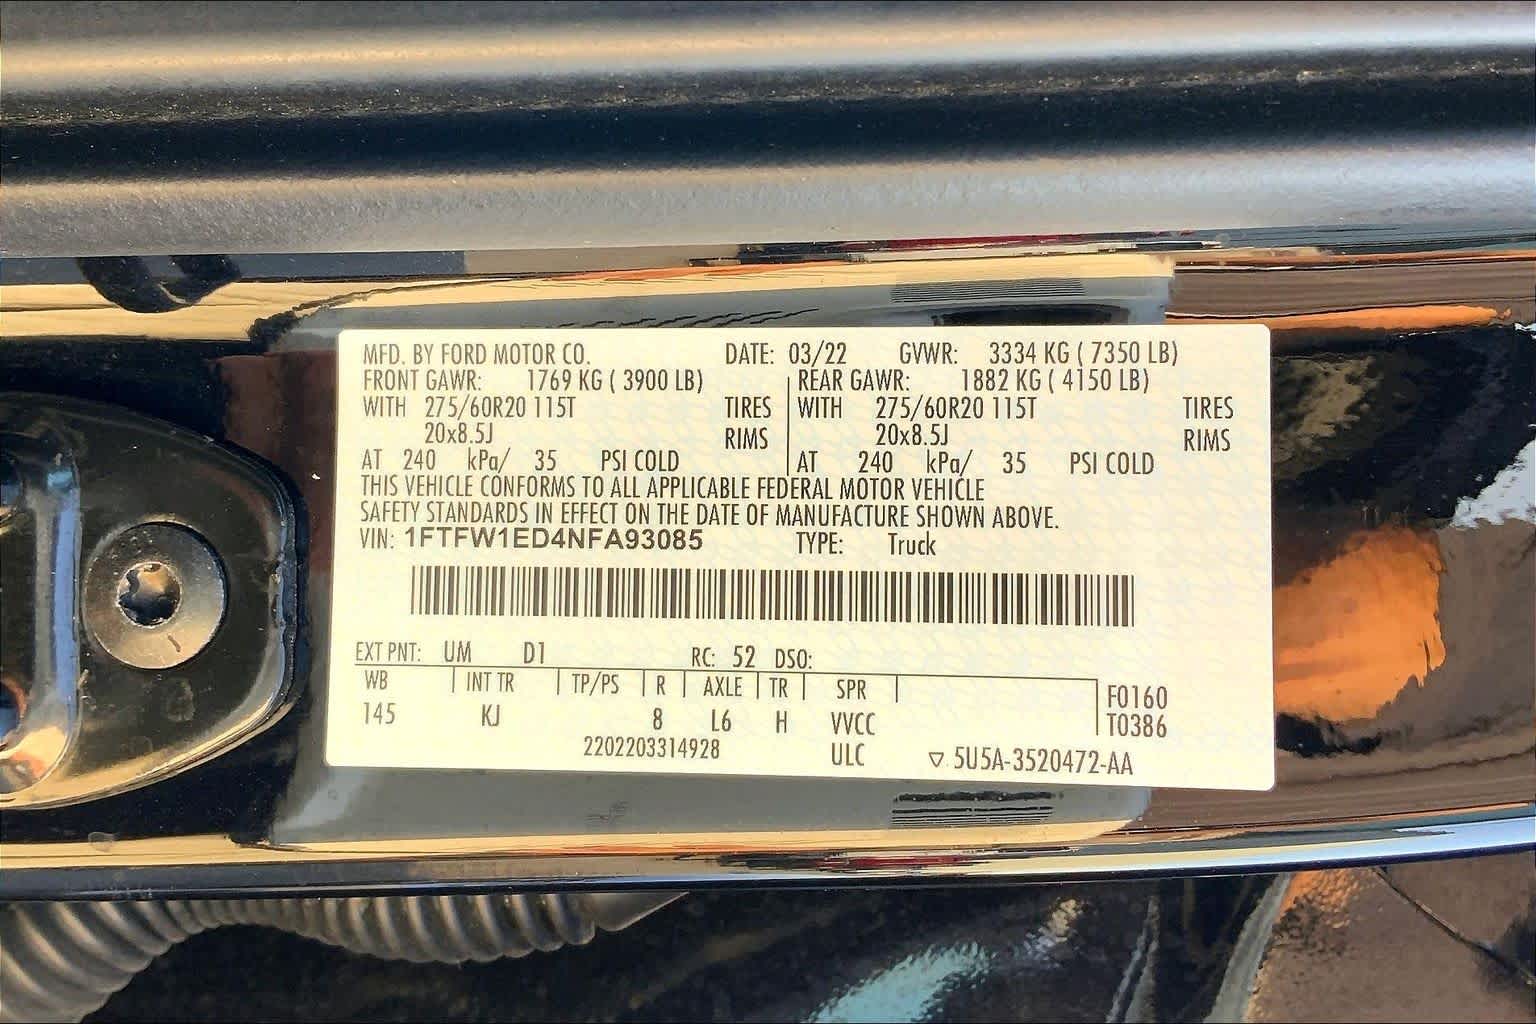 MFD. BY FORD MOTOR CO. DATE: 03/22 GVWR: 3334 KG ( 7350 LB)
FRONT GAWR: 1769 KG ( 3900 LB) REAR GAWR: 1882 KG ( 4150 LB)
WITH 275/60R20 115T TIRES WITH 275/60R20 115T TIRES
20x8.5J RIMS 20x8.5J RIMS
AT 240 kPa/ 35 PSI COLD AT 240 kPa/ 35 PSI COLD
THIS VEHICLE CONFORMS TO ALL APPLICABLE FEDERAL MOTOR VEHICLE
SAFETY STANDARDS IN EFFECT ON THE DATE OF MANUFACTURE SHOWN ABOVE.
VIN: 1FTFW1ED4NFA93085 TYPE: Truck
EXT PNT: UM D1 RC: 52 DSO:
WB INT TR TP/PS R AXLE TR SPR F0160
145 KJ 8 L6 H VVCC T0386
2202203314928 ULC ▽ 5U5A-3520472-AA